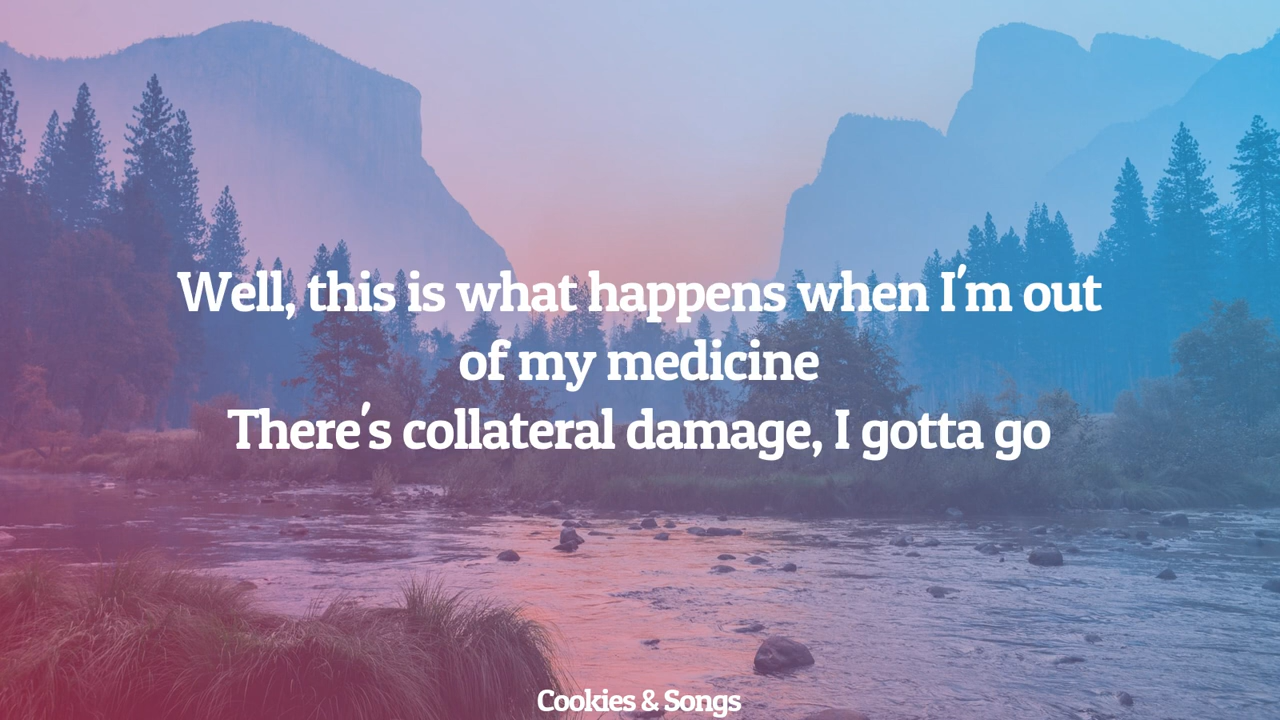 Well, this is what happens when I'm out
of my medicine
There's collateral damage, I gotta go
Cookies & Songs